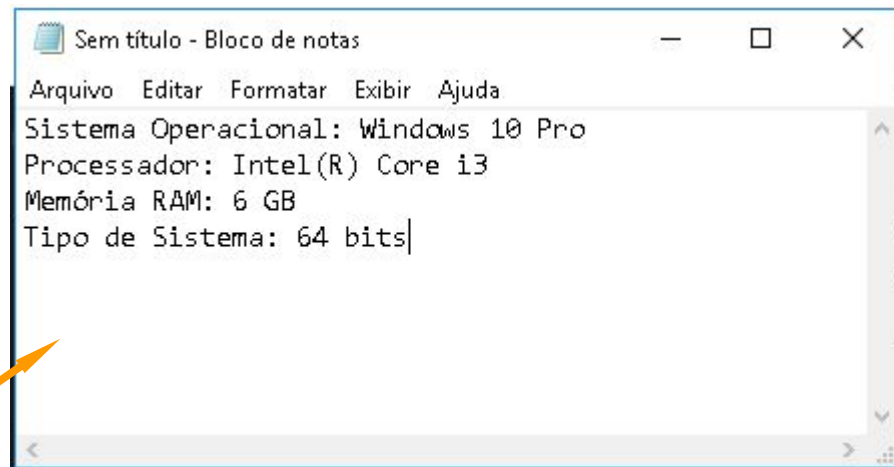 Sem título - Bloco de notas
Arquivo Editar Formatar Exibir Ajuda
Sistema Operacional: Windows 10 Pro
Processador: Intel(R) Core i3
Memória RAM: 6 GB
Tipo de Sistema: 64 bits